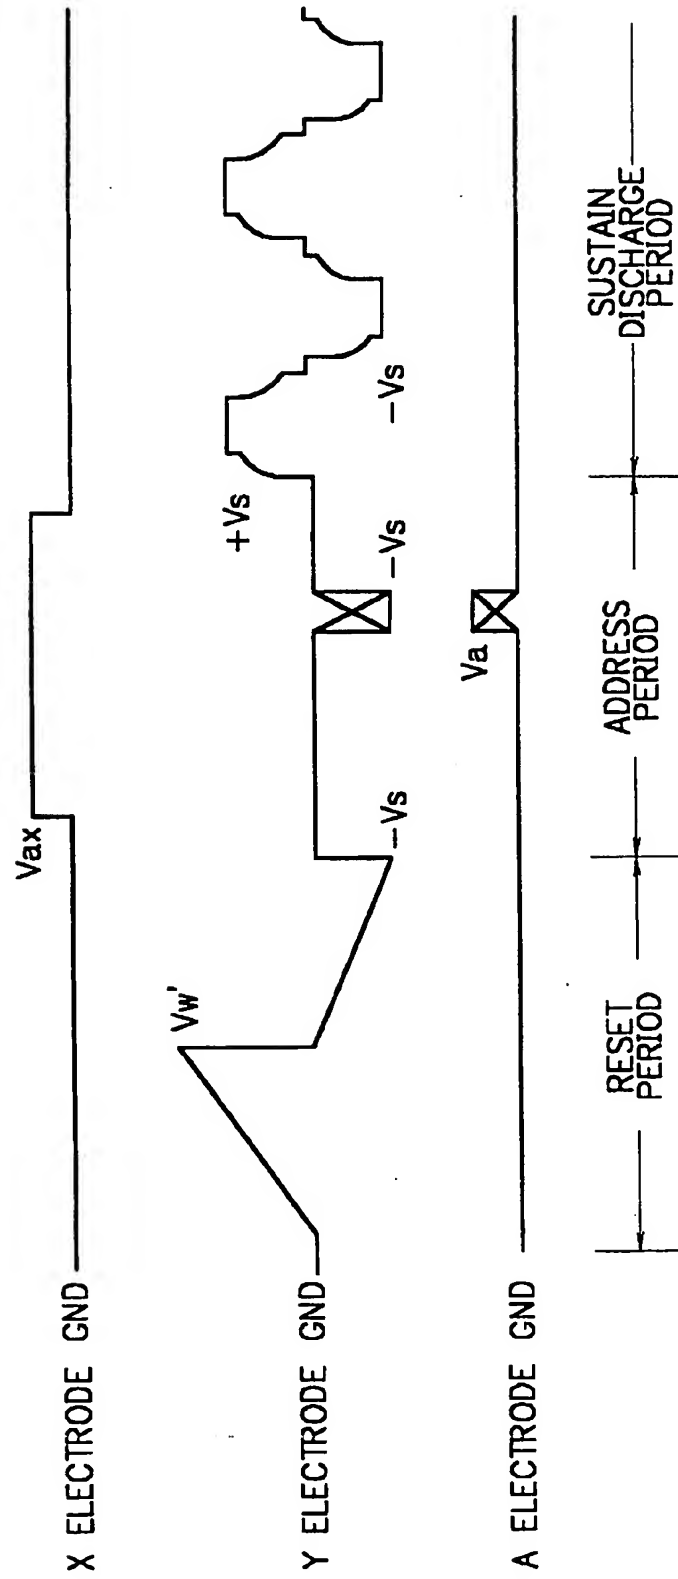 X ELECTRODE GND
Vax
Y ELECTRODE GND
Vw'
-Vs
-Vs
+Vs
-Vs
A ELECTRODE GND
Va
RESET
PERIOD
ADDRESS
PERIOD
SUSTAIN
DISCHARGE
PERIOD